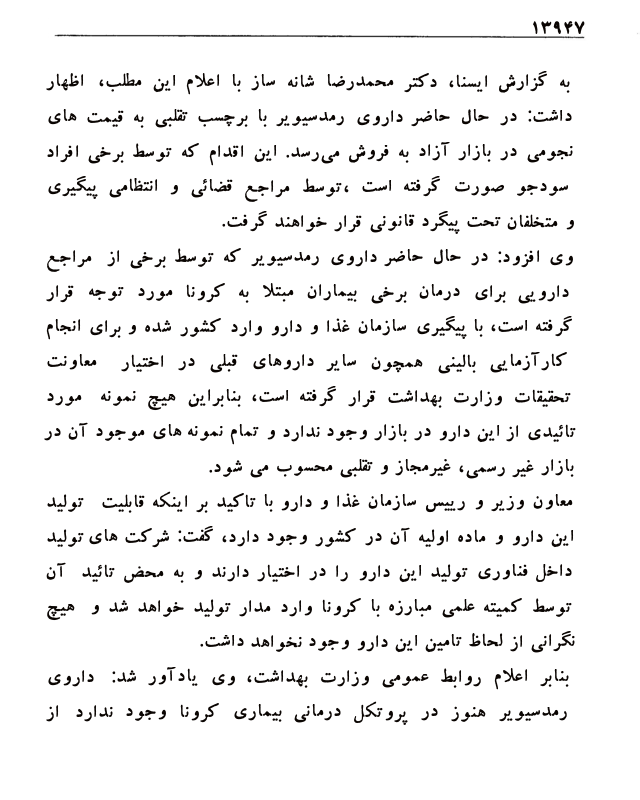 ۱۳۹۴۷
به گزارش ایسنا، دکتر محمدرضا شانه ساز با اعلام این مطلب، اظهار
داشت: در حال حاضر داروی رمدسیویر با برچسب تقلبی به قیمت های
نجومی در بازار آزاد به فروش می‌رسد. این اقدام که توسط برخی افراد
سودجو صورت گرفته است ،توسط مراجع قضائی و انتظامی پیگیری
و متخلفان تحت پیگرد قانونی قرار خواهند گرفت.
وی افزود: در حال حاضر داروی رمدسیویر که توسط برخی از مراجع
دارویی برای درمان برخی بیماران مبتلا به کرونا مورد توجه قرار
گرفته است، با پیگیری سازمان غذا و دارو وارد کشور شده و برای انجام
کارآزمایی بالینی همچون سایر داروهای قبلی در اختیار معاونت
تحقیقات وزارت بهداشت قرار گرفته است، بنابراین هیچ نمونه مورد
تائیدی از این دارو در بازار وجود ندارد و تمام نمونه های موجود آن در
بازار غیر رسمی، غیرمجاز و تقلبی محسوب می شود.
معاون وزیر و رییس سازمان غذا و دارو با تاکید بر اینکه قابلیت تولید
این دارو و ماده اولیه آن در کشور وجود دارد، گفت: شرکت های تولید
داخل فناوری تولید این دارو را در اختیار دارند و به محض تائید آن
توسط کمیته علمی مبارزه با کرونا وارد مدار تولید خواهد شد و هیچ
نگرانی از لحاظ تامین این دارو وجود نخواهد داشت.
بنابر اعلام روابط عمومی وزارت بهداشت، وی یادآور شد: داروی
رمدسیویر هنوز در پروتکل درمانی بیماری کرونا وجود ندارد از